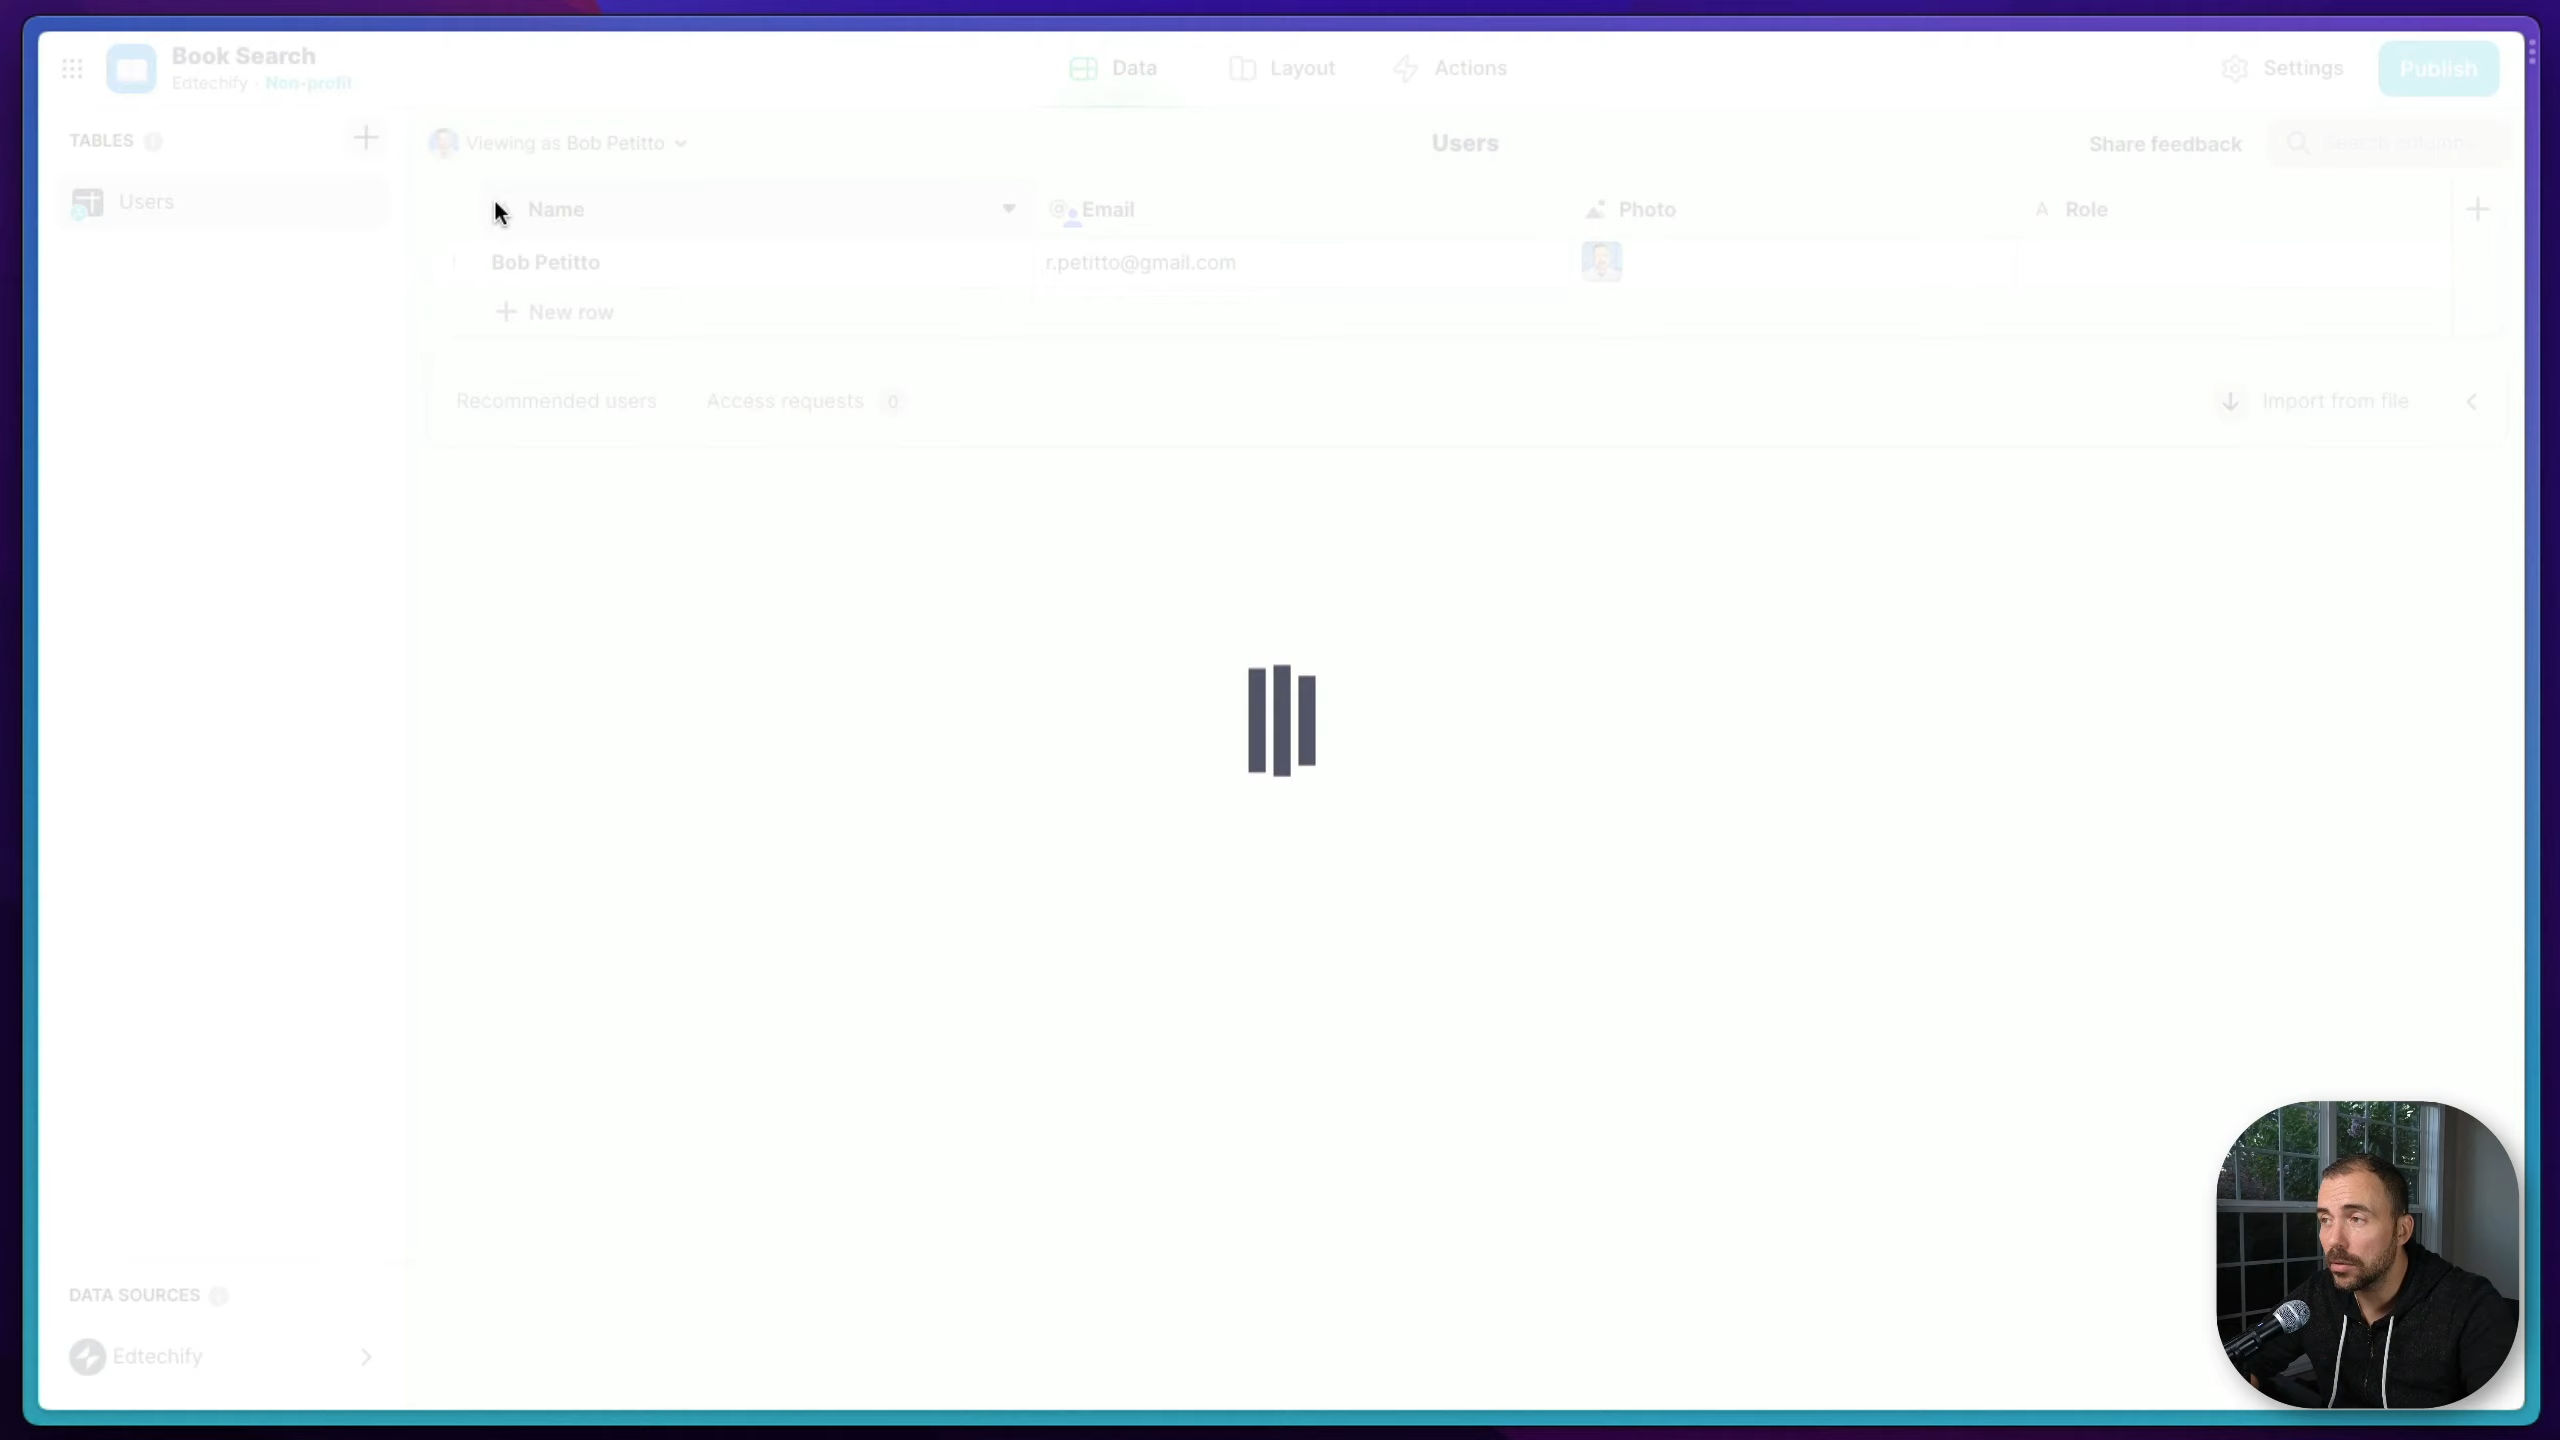 Book Search
Edtechify · Non-profit
Data
Layout
Actions
Settings
Publish
TABLES
Viewing as Bob Petitto
Users
Share feedback
Search columns
Users
Name
@ Email
Photo
A Role
Bob Petitto
r.petitto@gmail.com
New row
Recommended users
Access requests 0
Import from file
DATA SOURCES
Edtechify